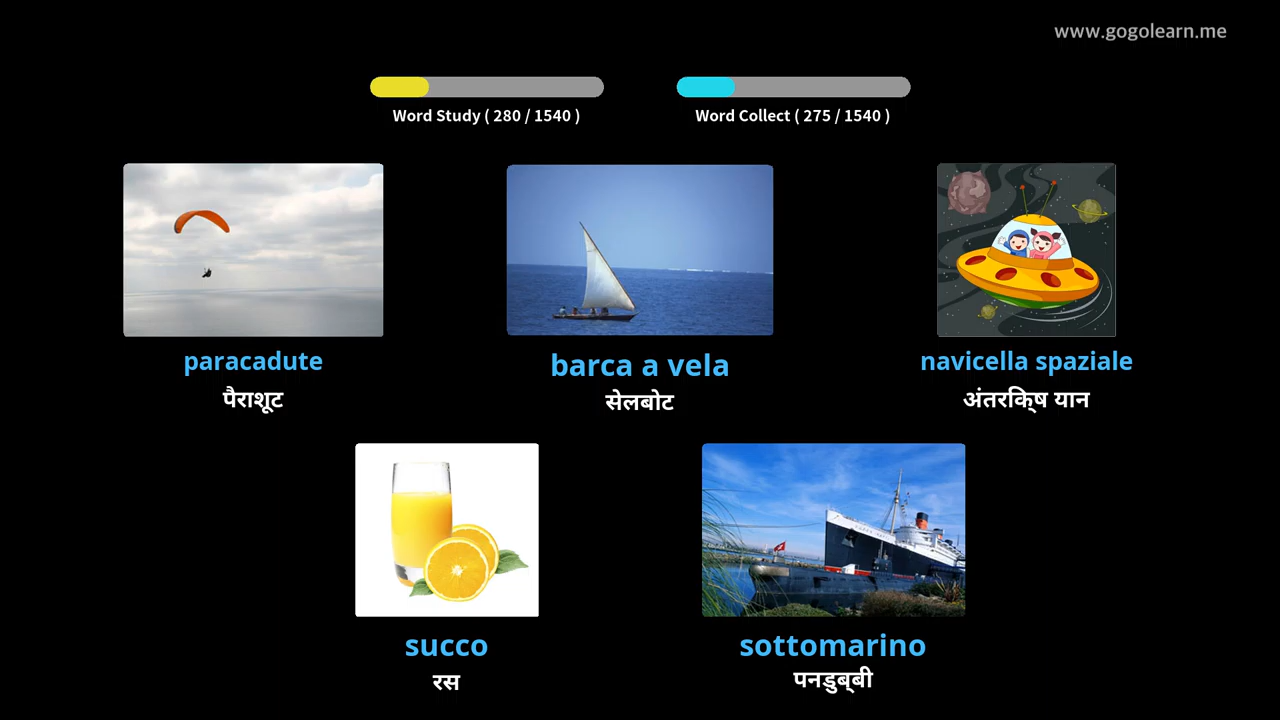 www.gogolearn.me
Word Study ( 280 / 1540 )
Word Collect ( 275 / 1540 )
paracadute
barca a vela
navicella spaziale
पैराशूट
सेलबोट
अंतरिक्ष यान
succo
sottomarino
रस
पनडुब्बी